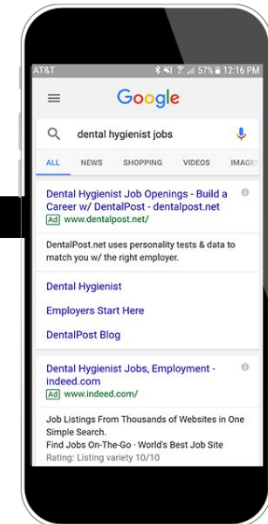 AT&T 57% 12:16 PM
Google
dental hygienist jobs
ALL NEWS SHOPPING VIDEOS IMAGE
Dental Hygienist Job Openings - Build a
Career w/ DentalPost - dentalpost.net
Ad www.dentalpost.net/
DentalPost.net uses personality tests & data to
match you w/ the right employer.
Dental Hygienist
Employers Start Here
DentalPost Blog
Dental Hygienist Jobs, Employment -
indeed.com
Ad www.indeed.com/
Job Listings From Thousands of Websites in One
Simple Search.
Find Jobs On-The-Go · World's Best Job Site
Rating: Listing variety 10/10